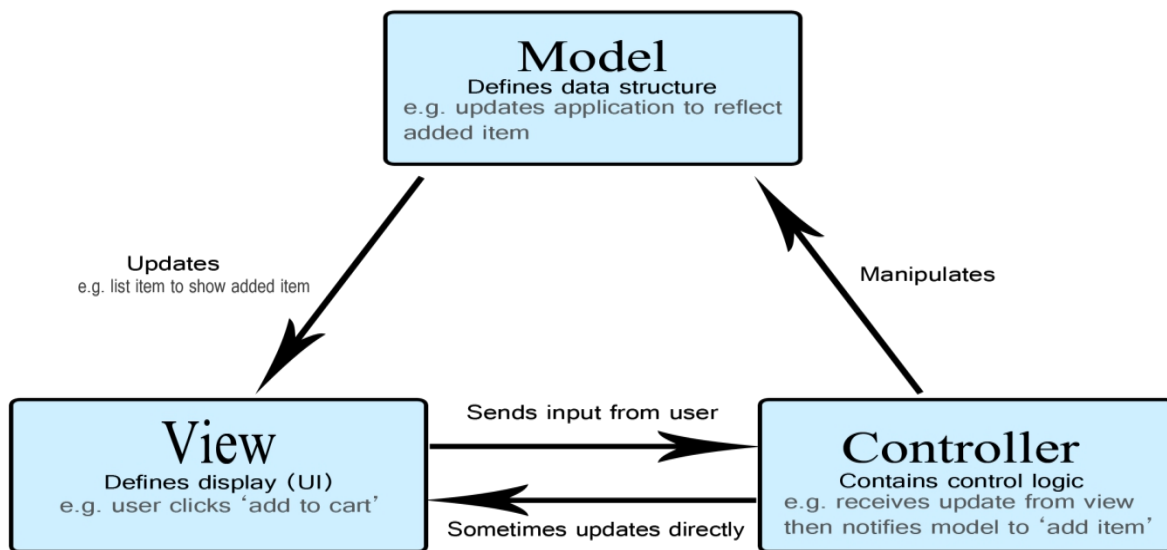 Model
Defines data structure
e.g. updates application to reflect
added item
Updates
e.g. list item to show added item
Manipulates
View
Defines display (UI)
e.g. user clicks ‘add to cart’
Sends input from user
Sometimes updates directly
Controller
Contains control logic
e.g. receives update from view
then notifies model to ‘add item’